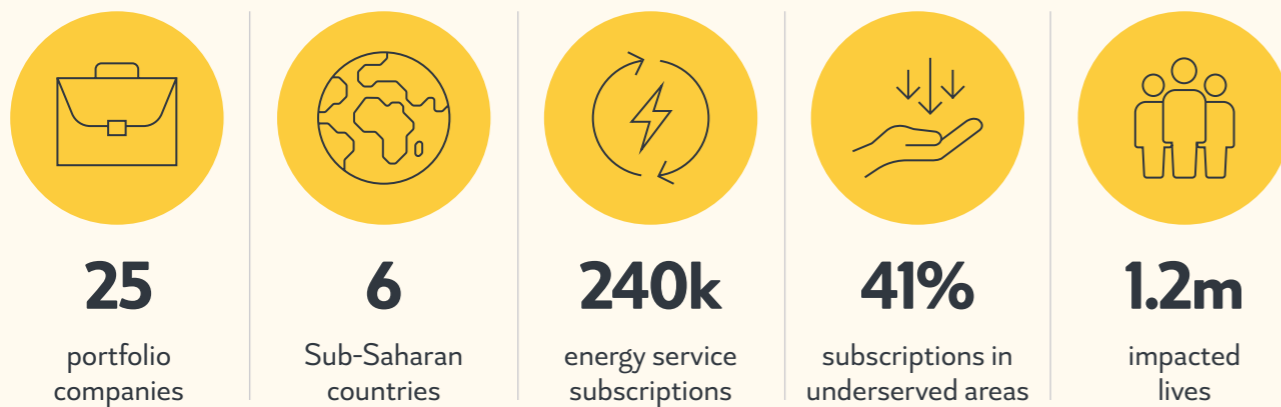 25
portfolio
companies
6
Sub-Saharan
countries
240k
energy service
subscriptions
41%
subscriptions in
underserved areas
1.2m
impacted
lives